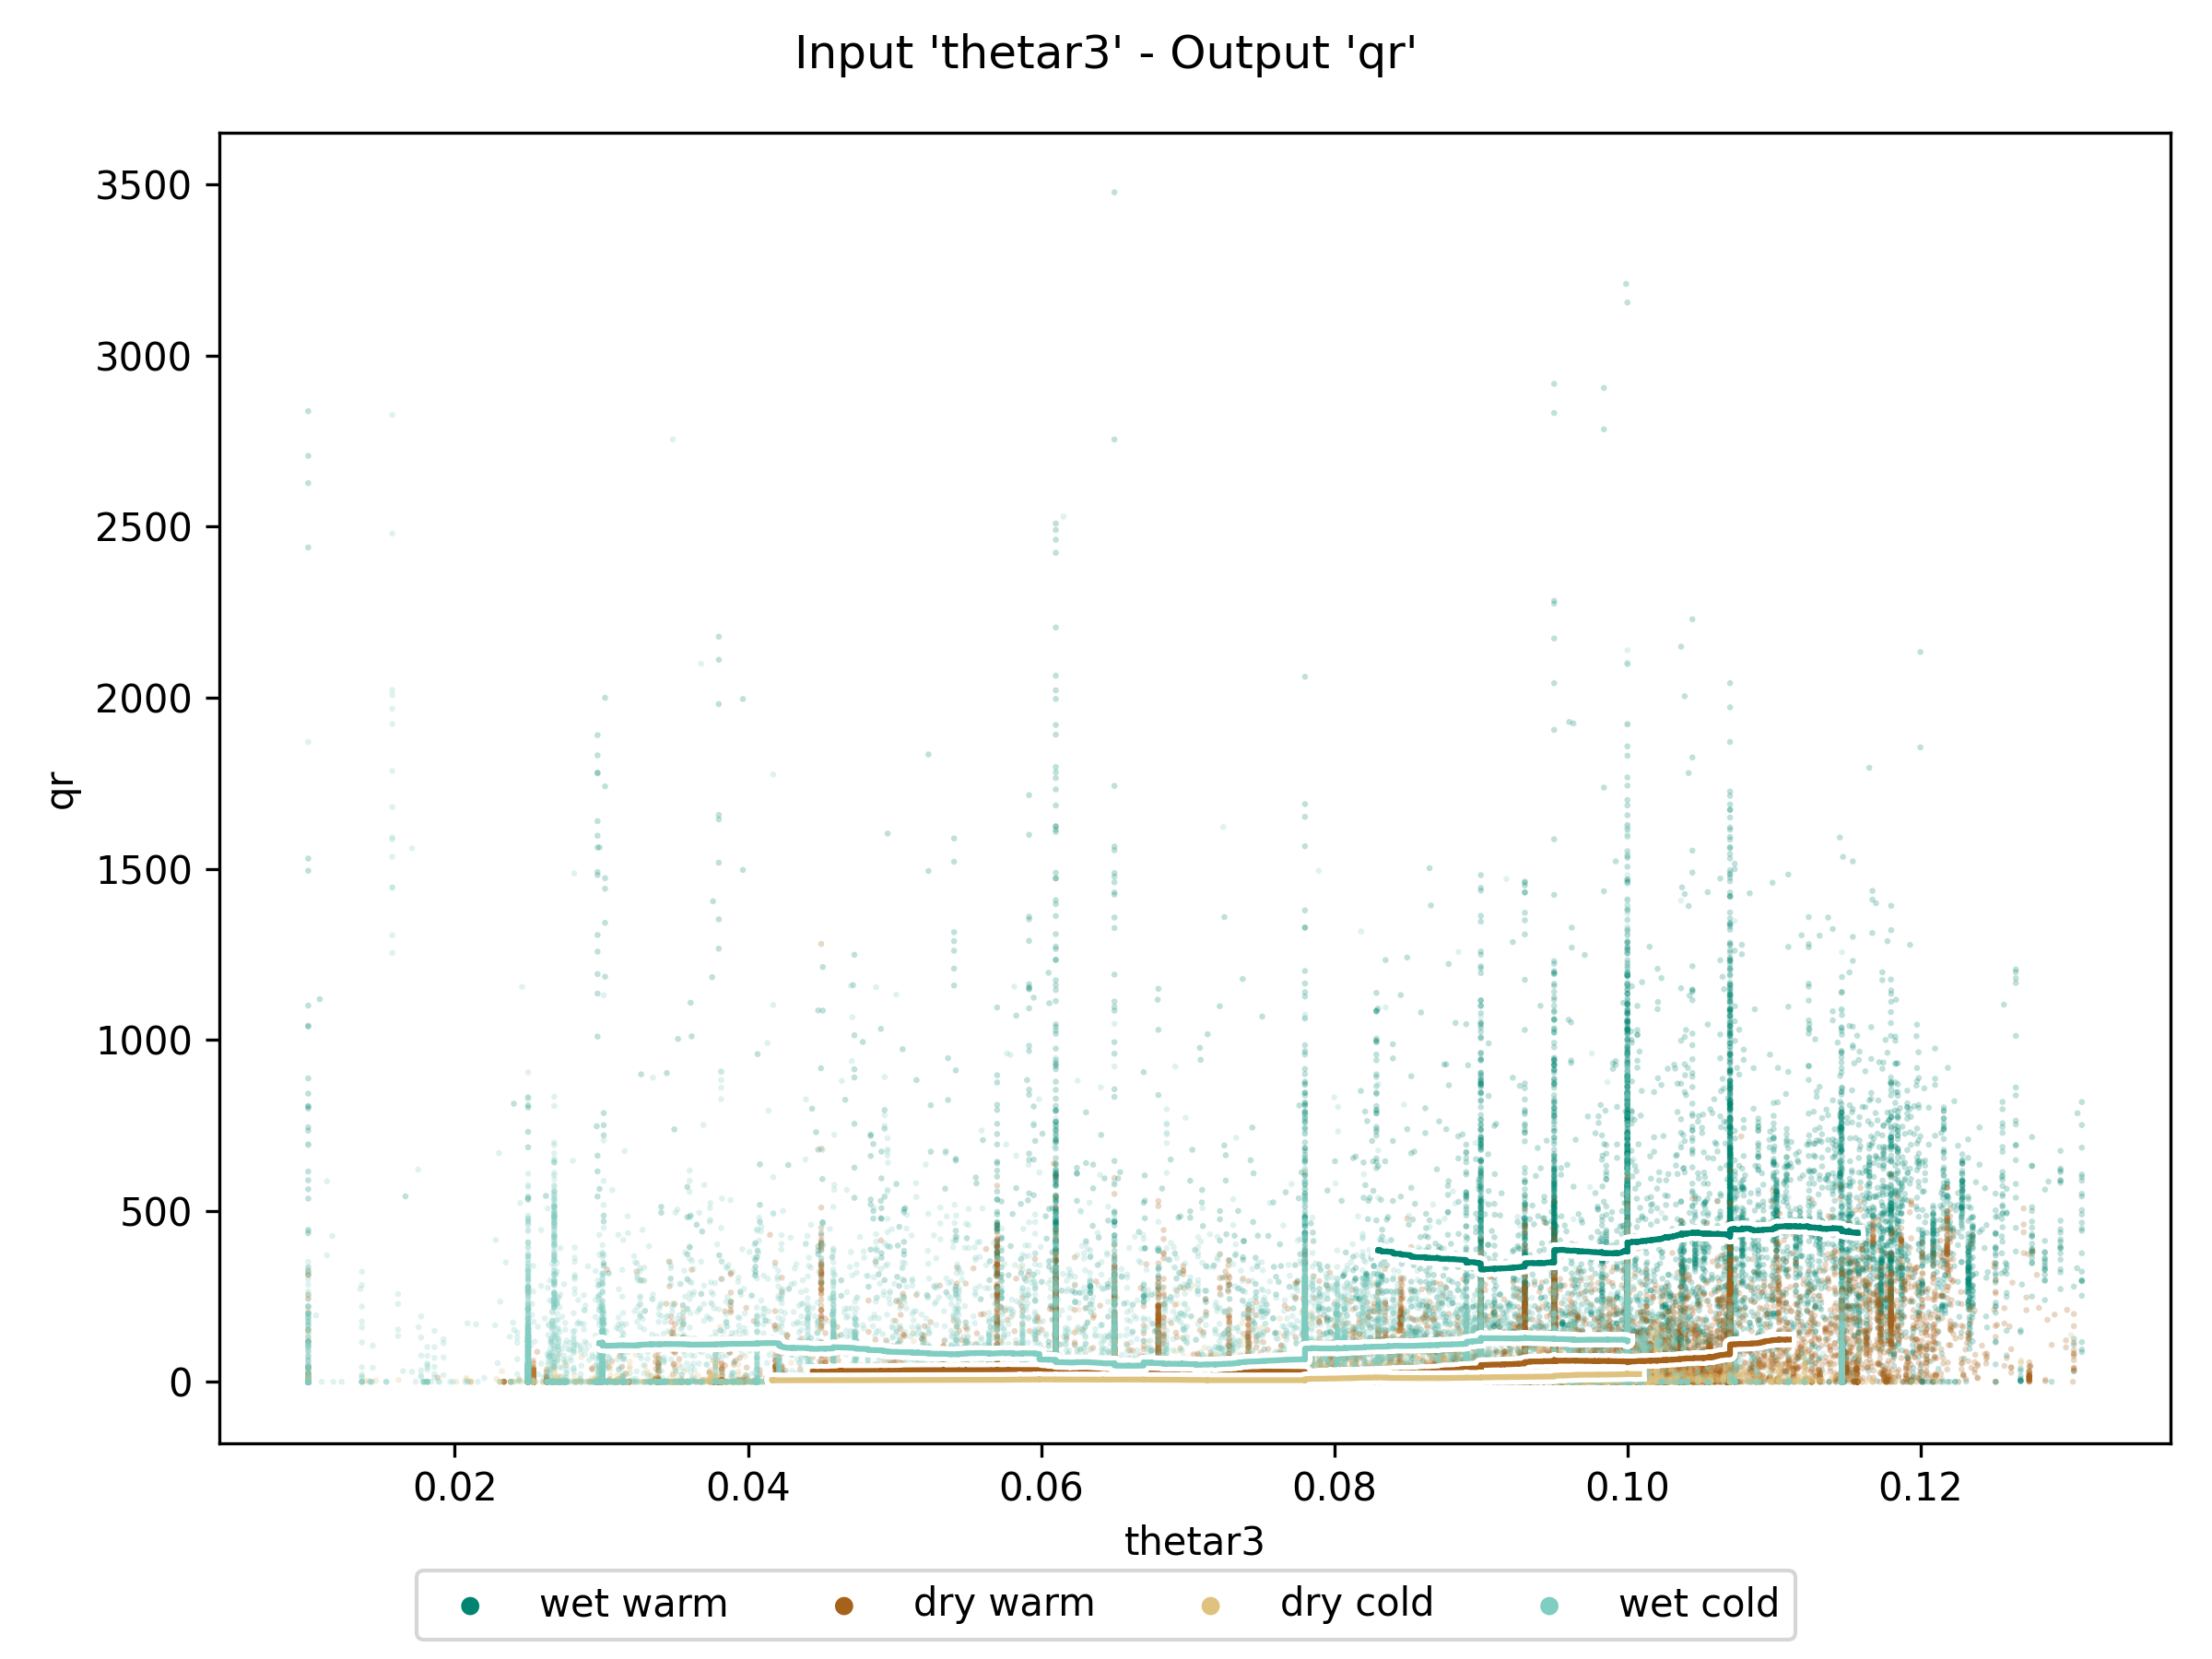 Input 'thetar3' - Output 'qr'
3500
3000
2500
2000
1500
1000
500
0
qr
0.02 0.04 0.06 0.08 0.10 0.12
thetar3
wet warm dry warm dry cold wet cold